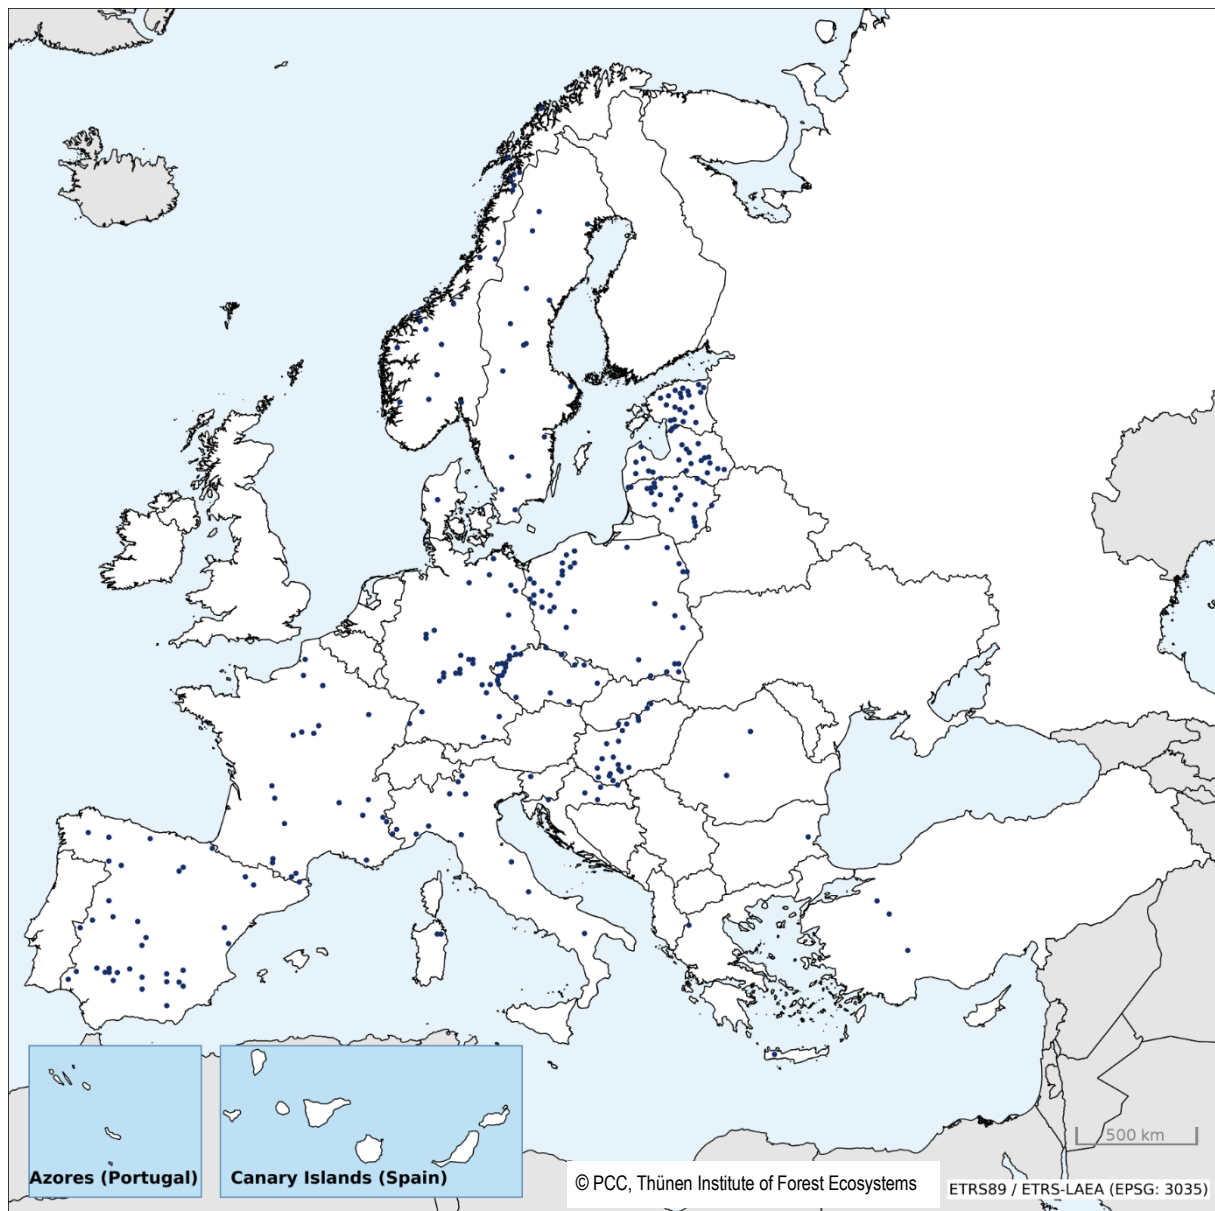 500 km
Azores (Portugal)
Canary Islands (Spain)
© PCC, Thünen Institute of Forest Ecosystems
ETRS89 / ETRS-LAEA (EPSG: 3035)